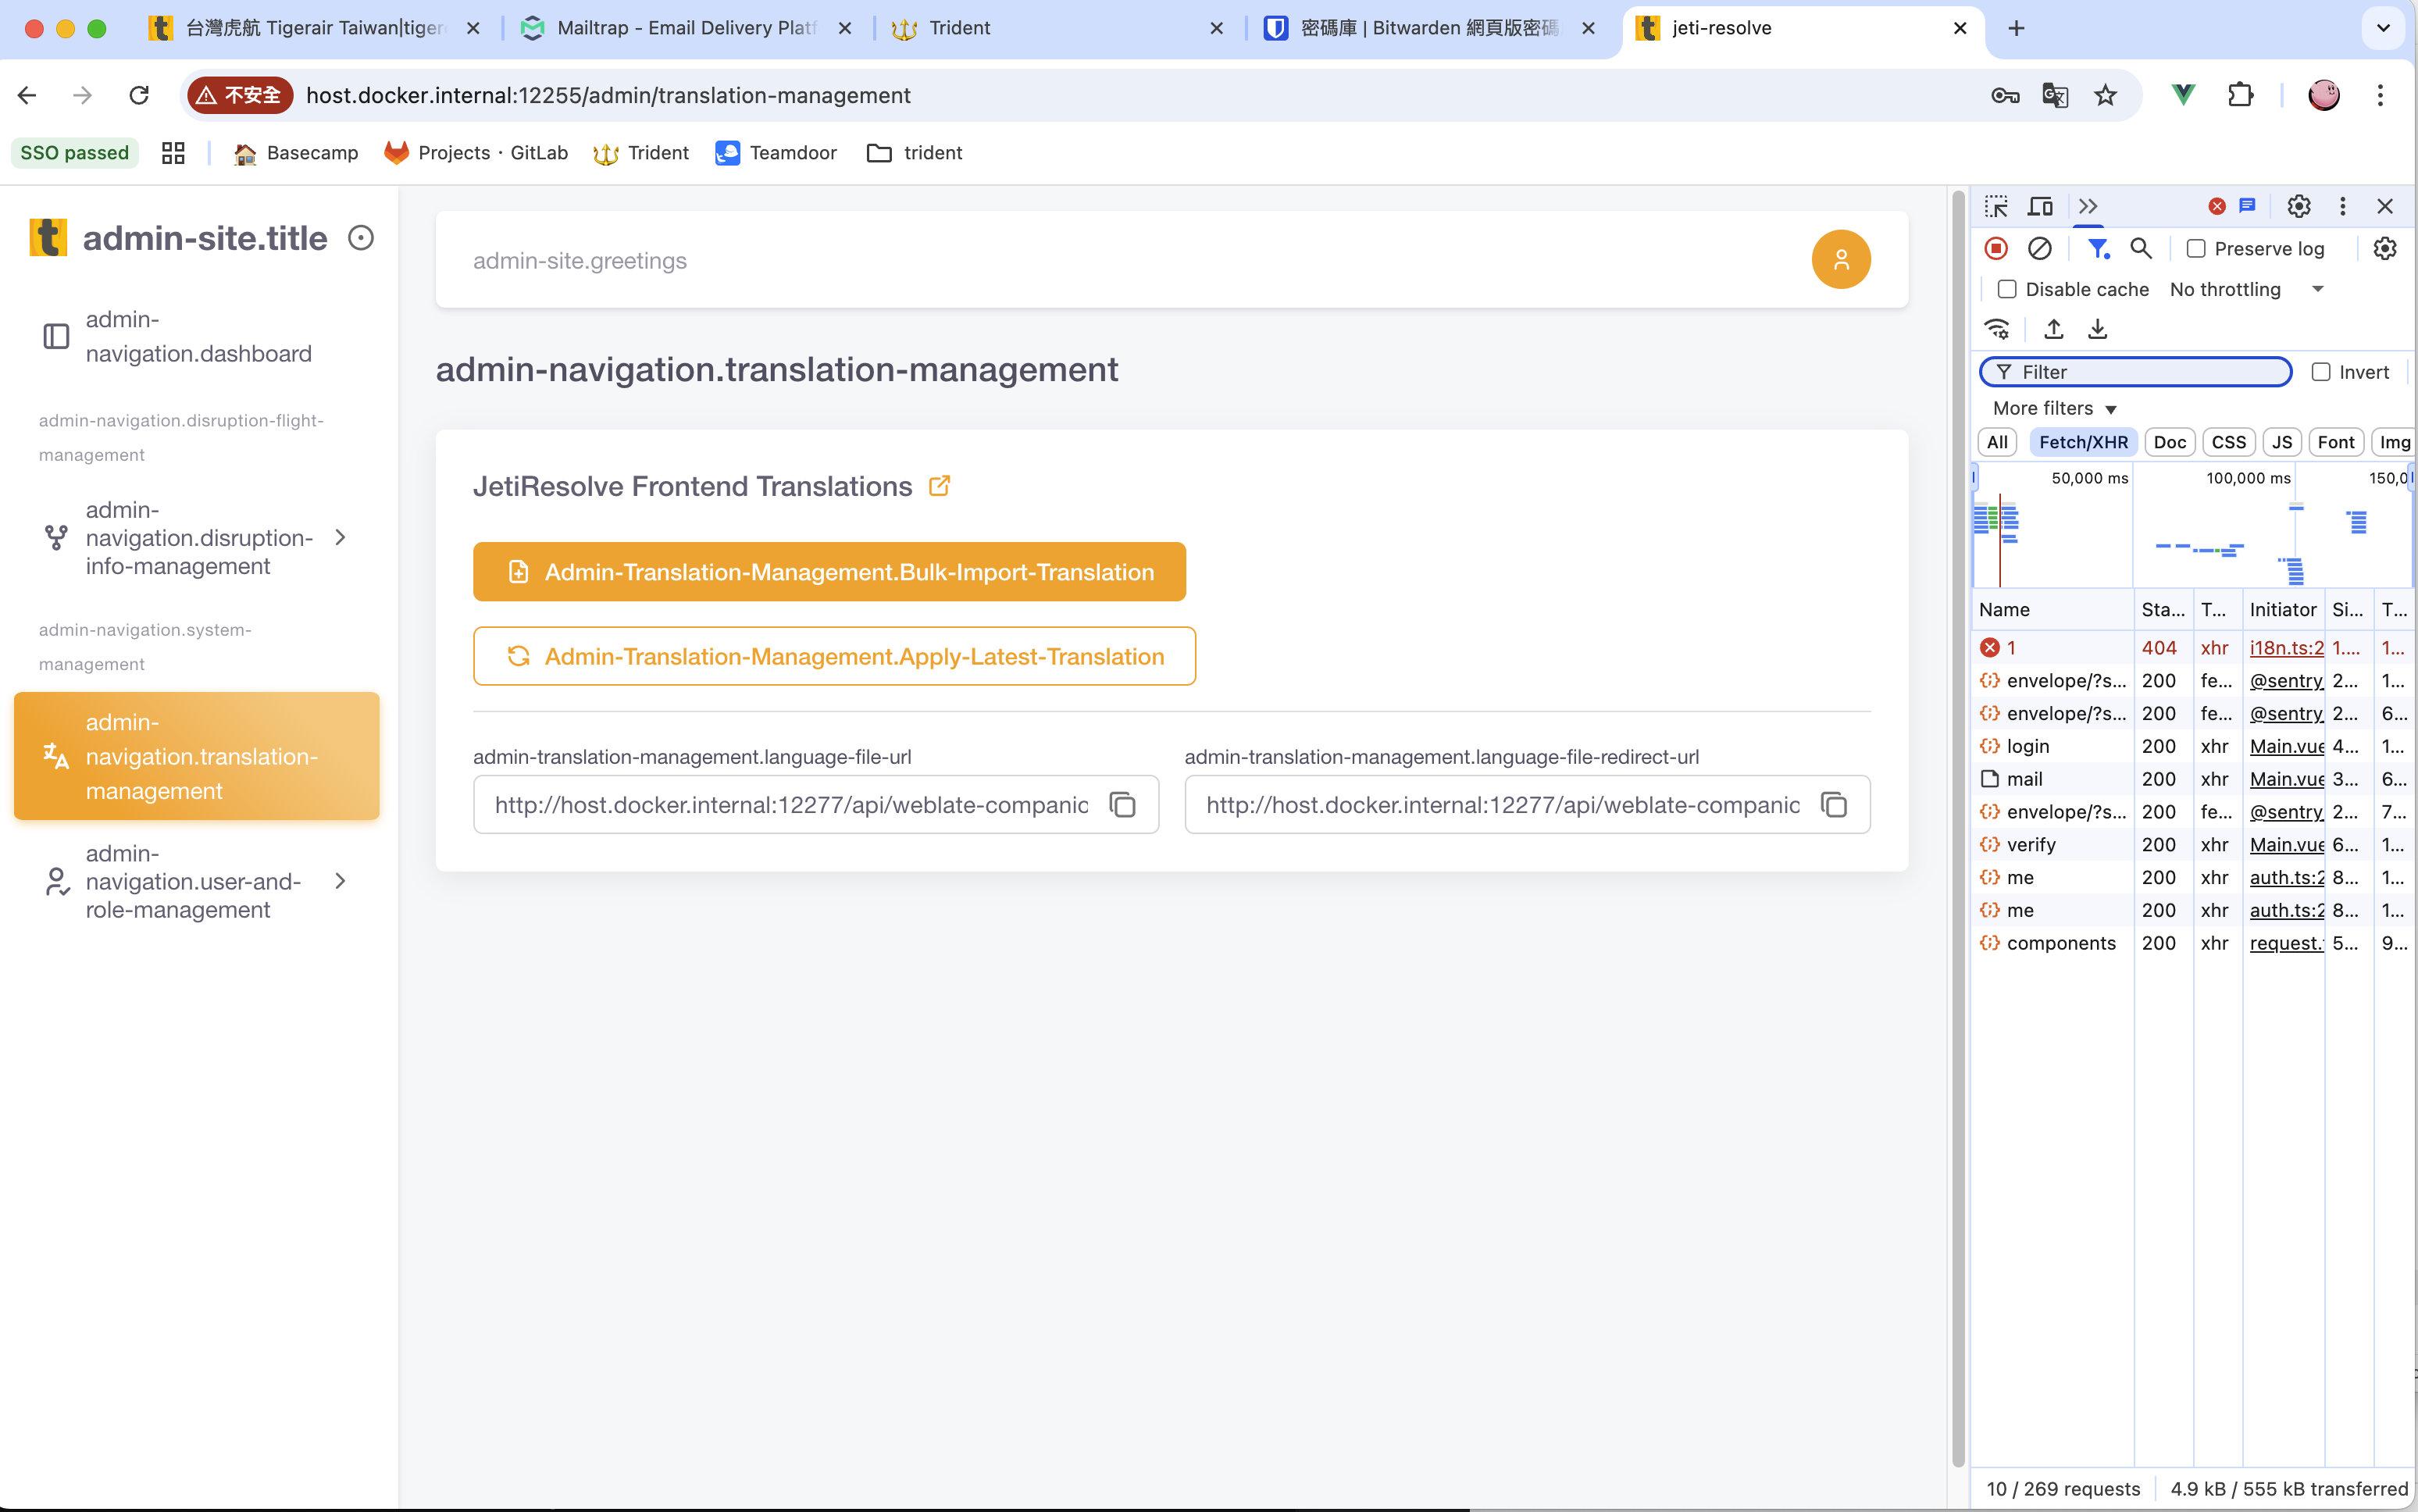 台灣虎航 Tigerair Taiwan|tiger
Mailtrap - Email Delivery Platf
Trident
密碼庫 | Bitwarden 網頁版密碼
jeti-resolve
不安全
host.docker.internal:12255/admin/translation-management
SSO passed
Basecamp
Projects · GitLab
Trident
Teamdoor
trident
admin-site.title
admin-
navigation.dashboard
admin-navigation.disruption-flight-
management
admin-
navigation.disruption-
info-management
admin-navigation.system-
management
admin-
navigation.translation-
management
admin-
navigation.user-and-
role-management
admin-site.greetings
admin-navigation.translation-management
JetiResolve Frontend Translations
Admin-Translation-Management.Bulk-Import-Translation
Admin-Translation-Management.Apply-Latest-Translation
admin-translation-management.language-file-url
http://host.docker.internal:12277/api/weblate-companio
admin-translation-management.language-file-redirect-url
http://host.docker.internal:12277/api/weblate-companio
Preserve log
Disable cache
No throttling
Filter
Invert
More filters
All
Fetch/XHR
Doc
CSS
JS
Font
Img
50,000 ms
100,000 ms
150,0
Name Sta... T... Initiator Si... T...
1 404 xhr i18n.ts:2 1.... 1...
envelope/?s... 200 fe... @sentry_ 2... 1...
envelope/?s... 200 fe... @sentry_ 2... 6...
login 200 xhr Main.vue 4... 1...
mail 200 xhr Main.vue 3... 6...
envelope/?s... 200 fe... @sentry_ 2... 7...
verify 200 xhr Main.vue 6... 1...
me 200 xhr auth.ts:2 8... 1...
me 200 xhr auth.ts:2 8... 1...
components 200 xhr request. 5... 9...
10 / 269 requests
4.9 kB / 555 kB transferred